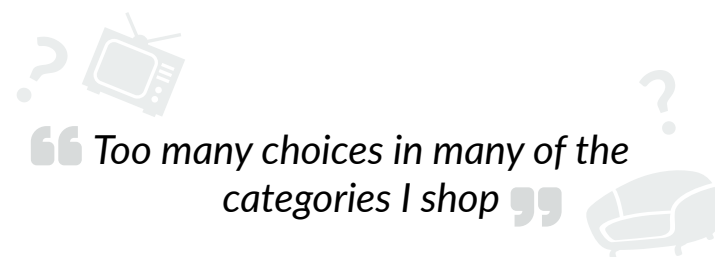 “Too many choices in many of the
categories I shop”